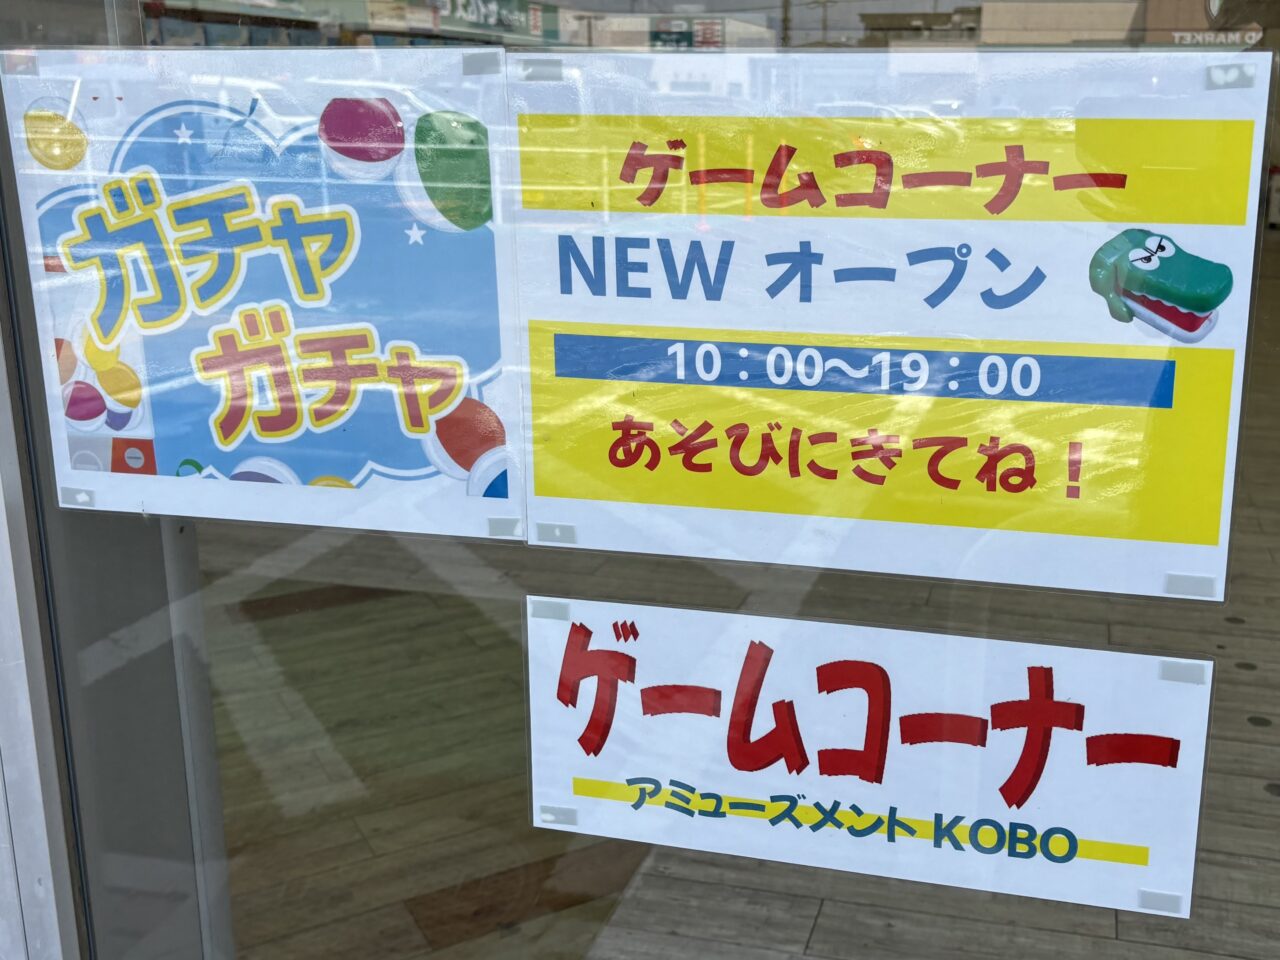 ガチャ
ガチャ
ゲームコーナー
NEW オープン
10：00～19：00
あそびにきてね！
ゲームコーナー
アミューズメント KOBO